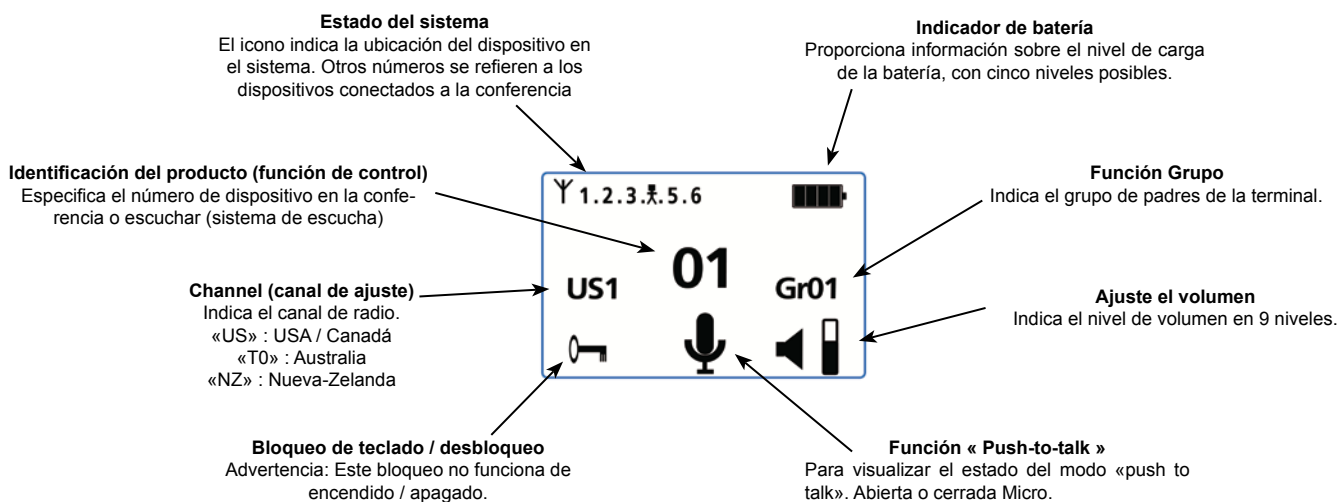 Estado del sistema
El icono indica la ubicación del dispositivo en
el sistema. Otros números se refieren a los
dispositivos conectados a la conferencia
Indicador de batería
Proporciona información sobre el nivel de carga
de la batería, con cinco niveles posibles.
Identificación del producto (función de control)
Especifica el número de dispositivo en la confe-
rencia o escuchar (sistema de escucha)
Función Grupo
Indica el grupo de padres de la terminal.
1.2.3. .5.6
01
US1
Gr01
Channel (canal de ajuste)
Indica el canal de radio.
«US» : USA / Canadá
«T0» : Australia
«NZ» : Nueva-Zelanda
Ajuste el volumen
Indica el nivel de volumen en 9 niveles.
Bloqueo de teclado / desbloqueo
Advertencia: Este bloqueo no funciona de
encendido / apagado.
Función « Push-to-talk »
Para visualizar el estado del modo «push to
talk». Abierta o cerrada Micro.